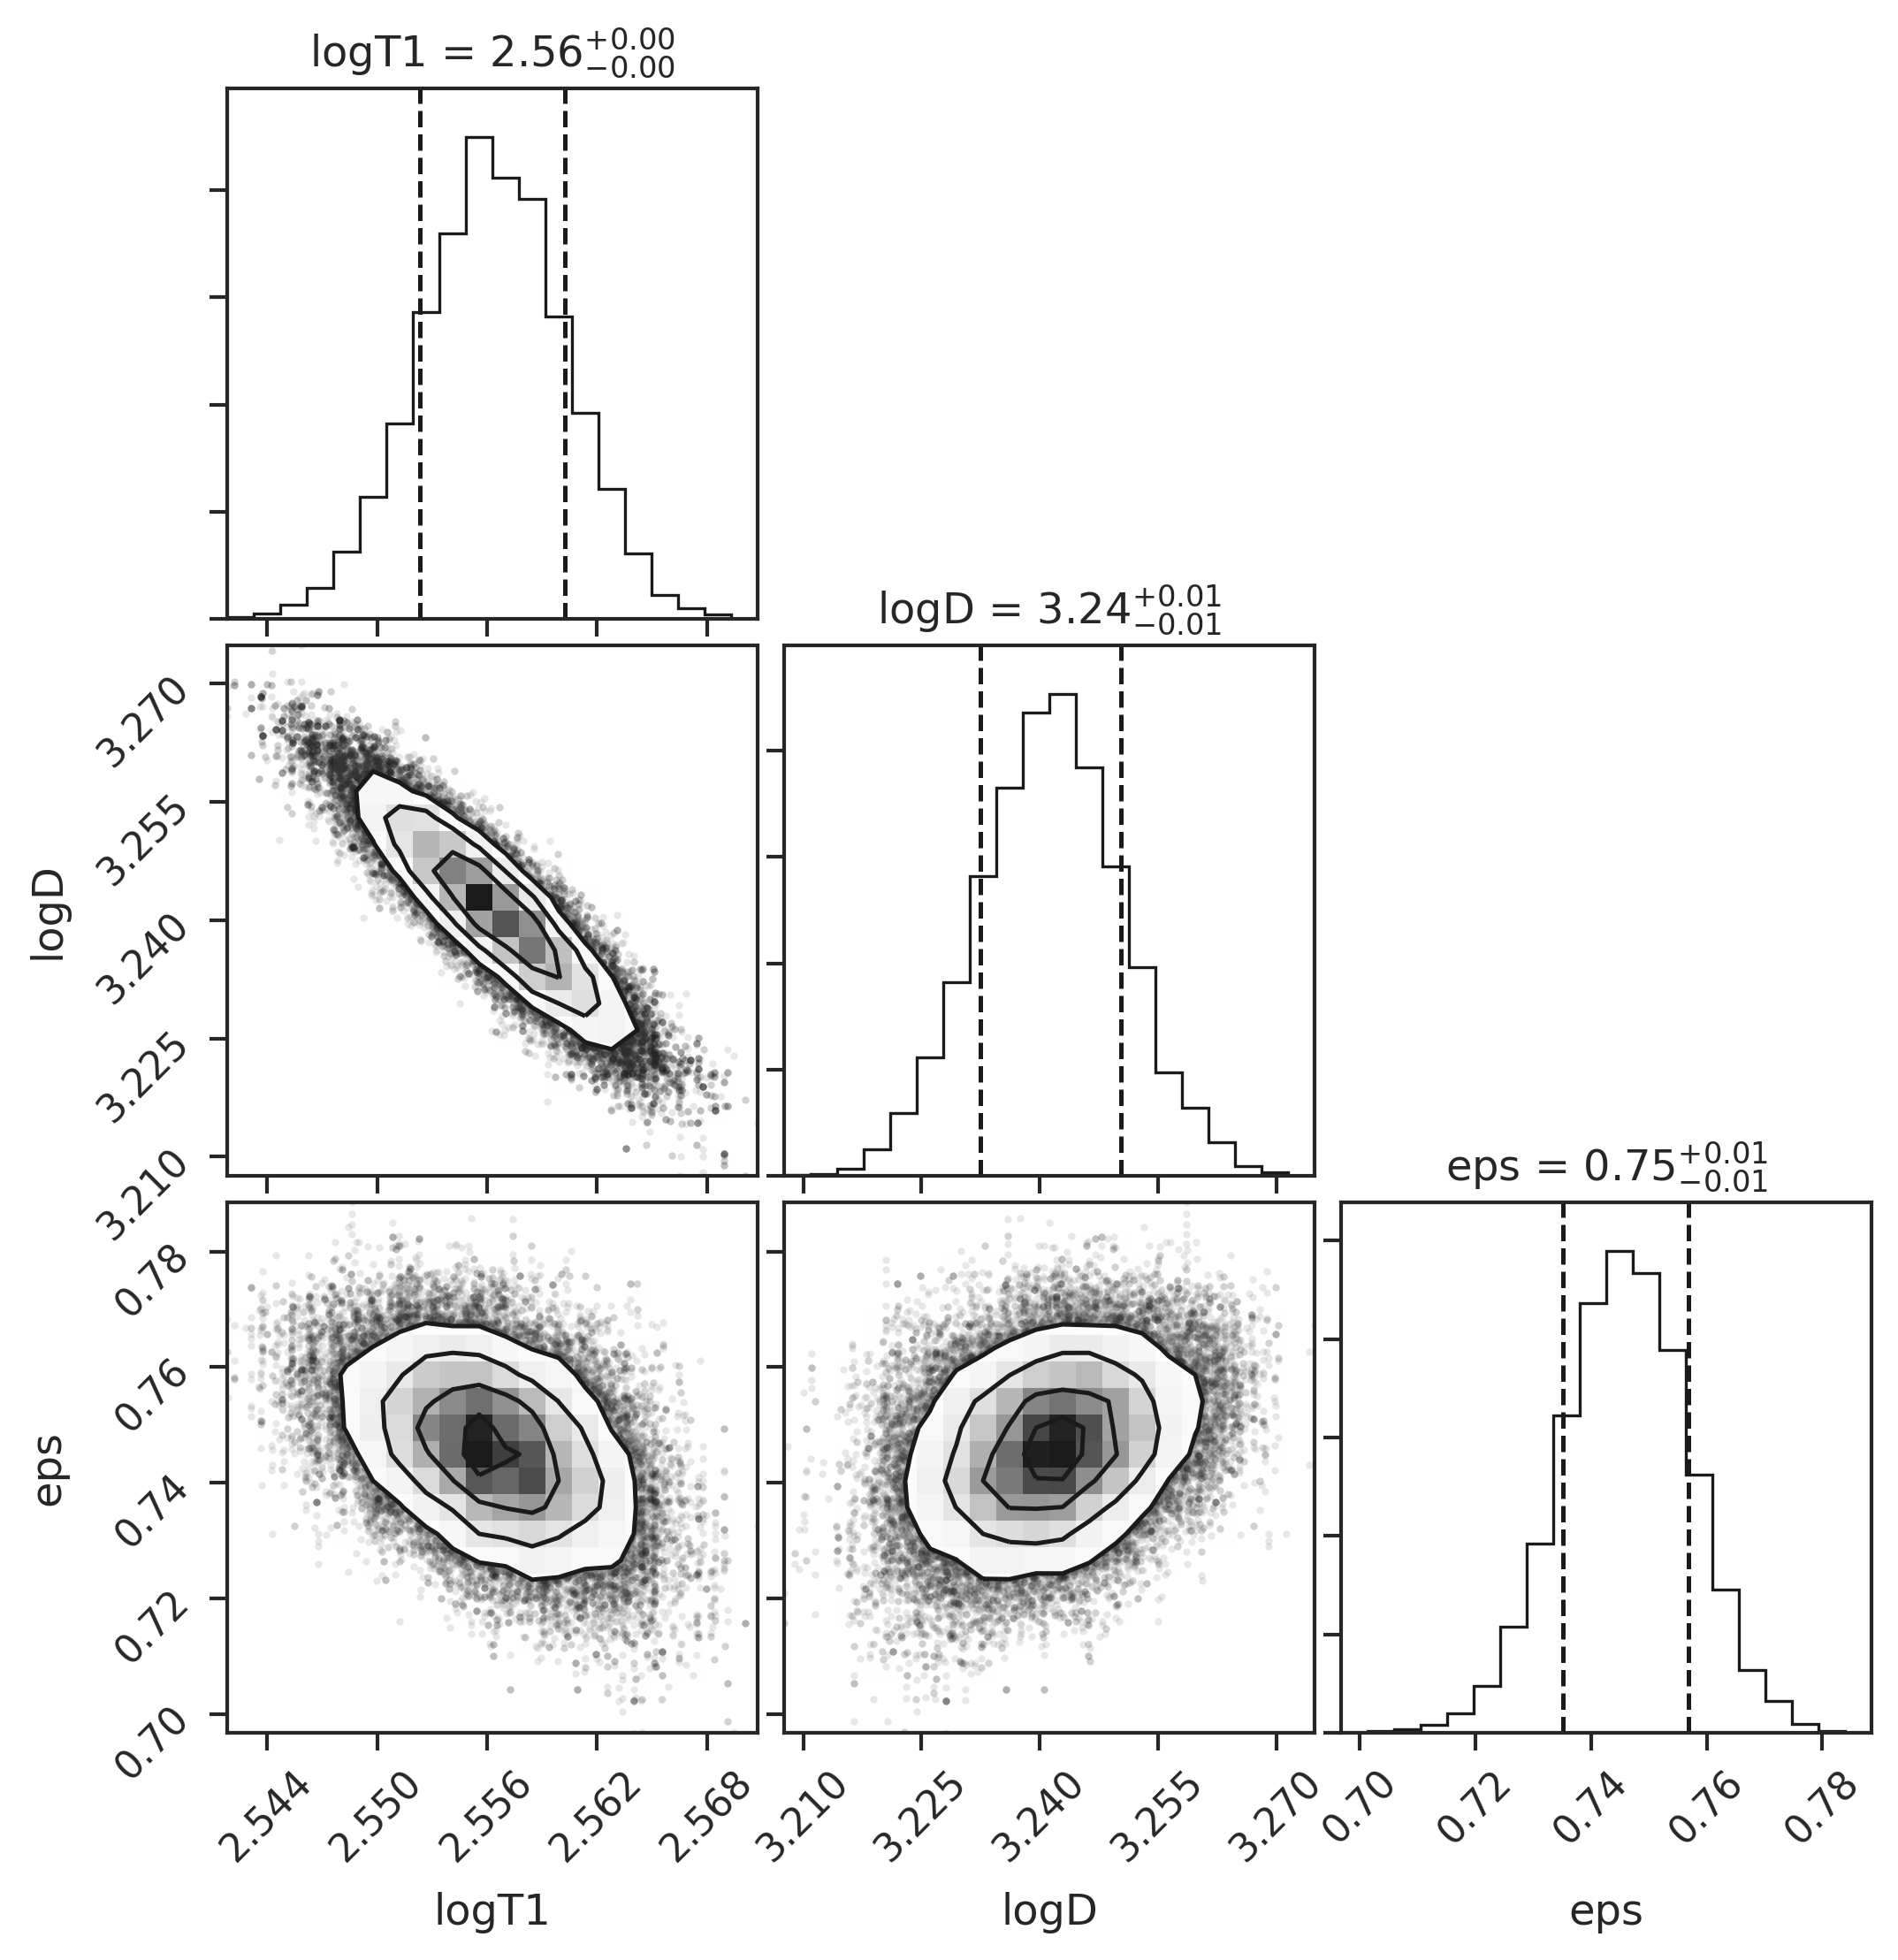 logT1 = 2.56+0.00 −0.00
logD = 3.24+0.01 −0.01
3.270
3.255
3.240
3.225
3.210
logD
eps = 0.75+0.01 −0.01
0.78
0.76
0.74
0.72
0.70
eps
2.544 2.550 2.556 2.562 2.568 3.210 3.225 3.240 3.255 3.270 0.70 0.72 0.74 0.76 0.78
logT1 logD eps